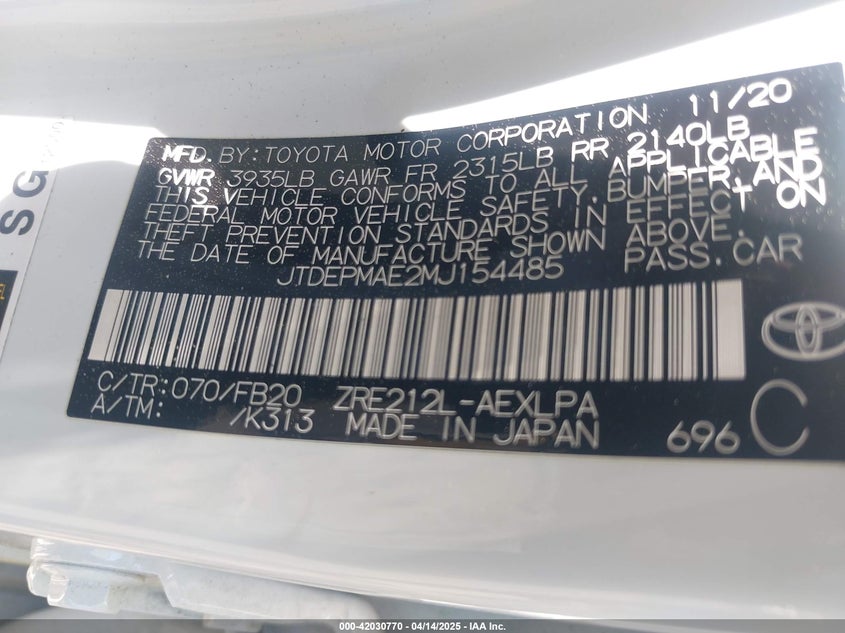 MFD. BY: TOYOTA MOTOR CORPORATION 11/20
GVWR 3935LB GAWR FR 2315LB RR 2140LB
THIS VEHICLE CONFORMS TO ALL APPLICABLE
FEDERAL MOTOR VEHICLE SAFETY, BUMPER, AND
THEFT PREVENTION STANDARDS IN EFFECT ON
THE DATE OF MANUFACTURE SHOWN ABOVE.
JTDEPMAE2MJ154485 PASS. CAR
C/TR: 070/FB20 ZRE212L-AEXLPA
A/TM: /K313 MADE IN JAPAN 696 C
SG
000-42030770 - 04/14/2025 - IAA Inc.